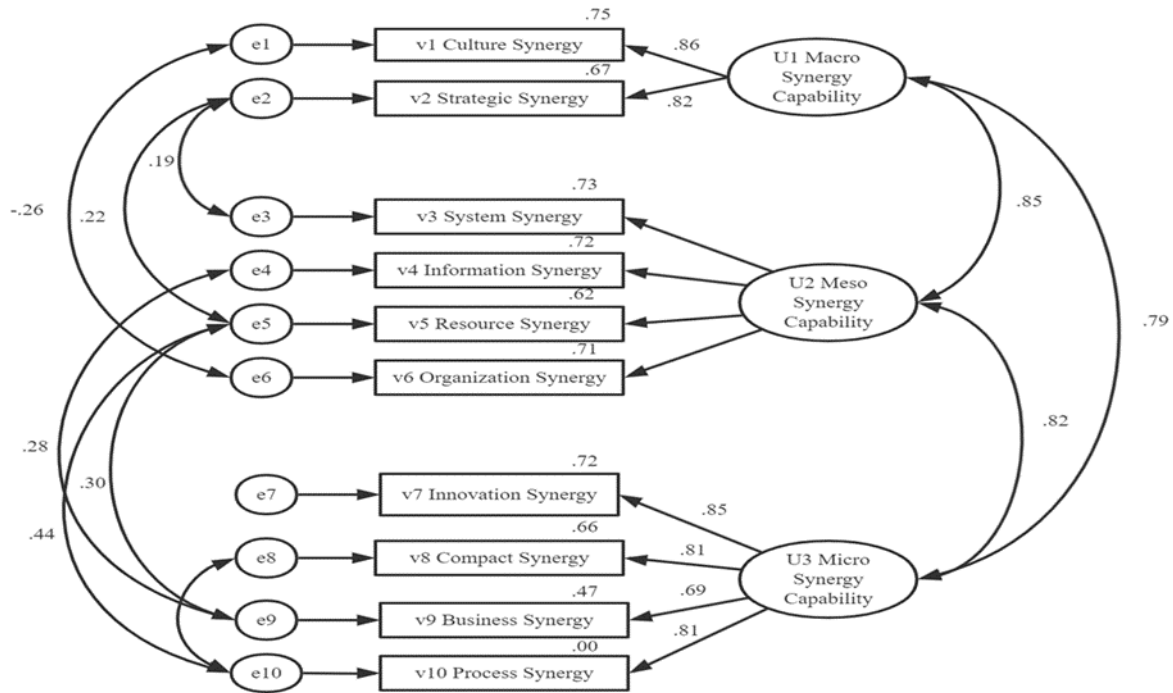 .75
e1
v1 Culture Synergy
.86
U1 Macro
Synergy
Capability
.67
e2
v2 Strategic Synergy
.82
.19
-.26
.22
.73
e3
v3 System Synergy
.85
.72
e4
v4 Information Synergy
U2 Meso
Synergy
Capability
.62
e5
v5 Resource Synergy
.79
.71
e6
v6 Organization Synergy
.82
.28
.30
.44
.72
e7
v7 Innovation Synergy
.85
.66
e8
v8 Compact Synergy
.81
U3 Micro
Synergy
Capability
.47
e9
v9 Business Synergy
.69
.00
e10
v10 Process Synergy
.81